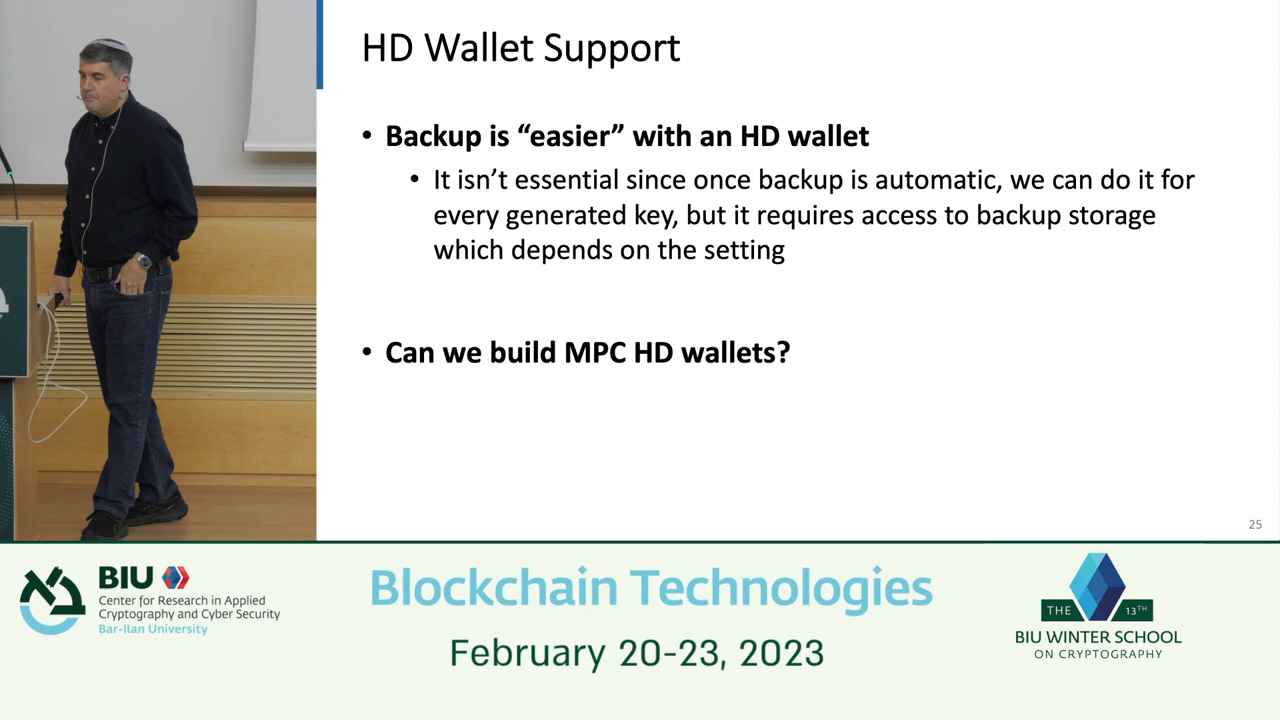 HD Wallet Support
• Backup is “easier” with an HD wallet
• It isn’t essential since once backup is automatic, we can do it for
every generated key, but it requires access to backup storage
which depends on the setting
• Can we build MPC HD wallets?
25
BIU
Center for Research in Applied
Cryptography and Cyber Security
Bar-Ilan University
Blockchain Technologies
February 20-23, 2023
THE 13TH
BIU WINTER SCHOOL
ON CRYPTOGRAPHY